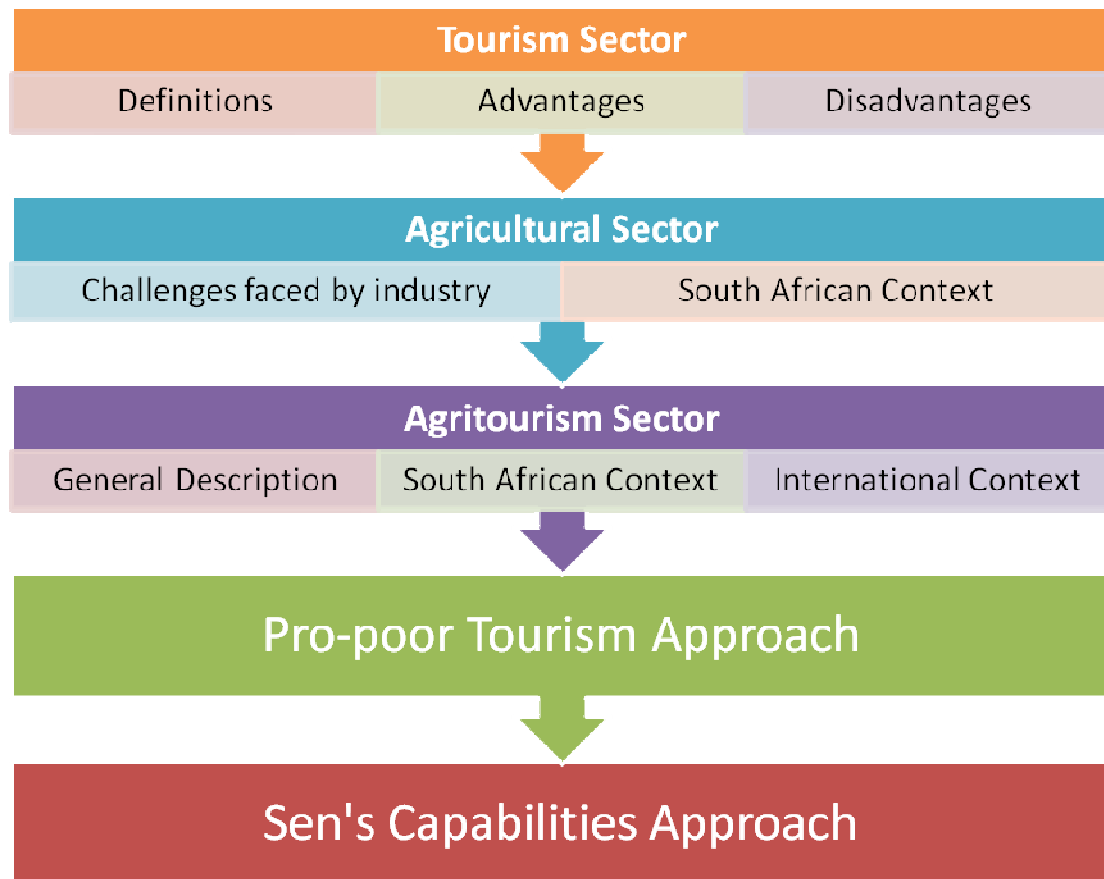 Tourism Sector
Definitions Advantages Disadvantages
Agricultural Sector
Challenges faced by industry South African Context
Agritourism Sector
General Description South African Context International Context
Pro-poor Tourism Approach
Sen's Capabilities Approach